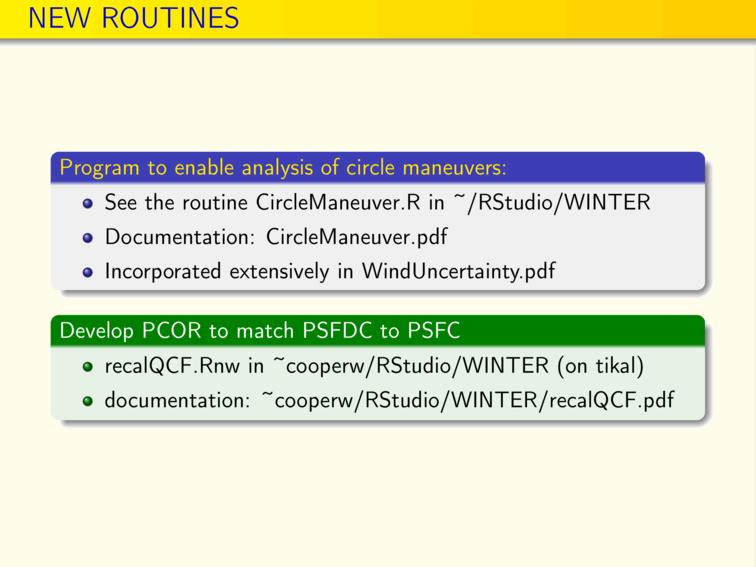 NEW ROUTINES
Program to enable analysis of circle maneuvers:
See the routine CircleManeuver.R in ~/RStudio/WINTER
Documentation: CircleManeuver.pdf
Incorporated extensively in WindUncertainty.pdf
Develop PCOR to match PSFDC to PSFC
recalQCF.Rnw in ~cooperw/RStudio/WINTER (on tikal)
documentation: ~cooperw/RStudio/WINTER/recalQCF.pdf